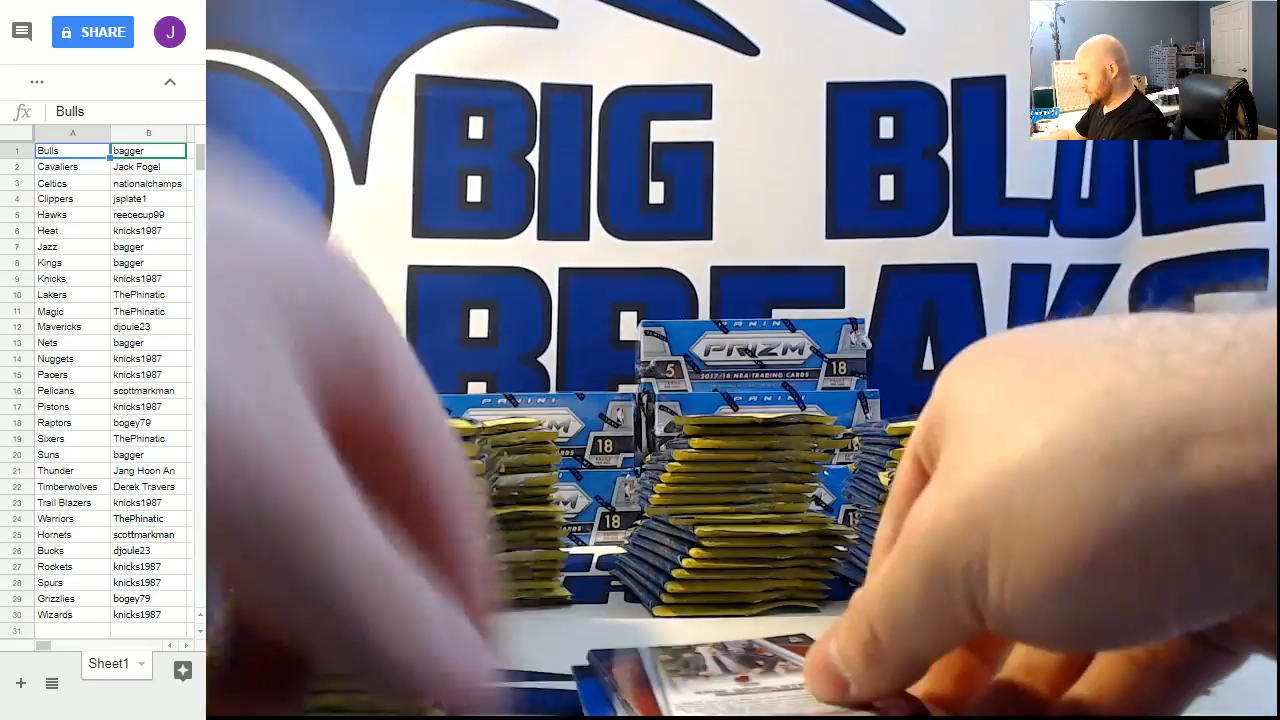 SHARE
J
...
fx Bulls
A B
1 Bulls bagger
2 Cavaliers Jack Fogel
3 Celtics nationalchamps
4 Clippers jsplate1
5 Hawks reececup99
6 Heat knicks1987
7 Jazz bagger
8 Kings bagger
9 Knicks knicks1987
10 Lakers ThePhinatic
11 Magic ThePhinatic
12 Mavericks djoule23
13 Nets bagger
14 Nuggets knicks1987
15 Pacers knicks1987
16 Pelicans scottmarkman
17 Pistons knicks1987
18 Raptors bogey79
19 Sixers ThePhinatic
20 Suns bagger
21 Thunder Jang Hoon An
22 Timberwolves Derek Travers
23 Trail Blazers knicks1987
24 Warriors ThePhinatic
25 Hornets scottmarkman
26 Bucks djoule23
27 Rockets knicks1987
28 Spurs knicks1987
29 Grizzlies bogey79
30 Wizards knicks1987
31
Sheet1
BIG BLUE
BREAKS
PANINI
PRIZM
5 2017-18 NBA TRADING CARDS 18
PANINI
PANINI
18
18